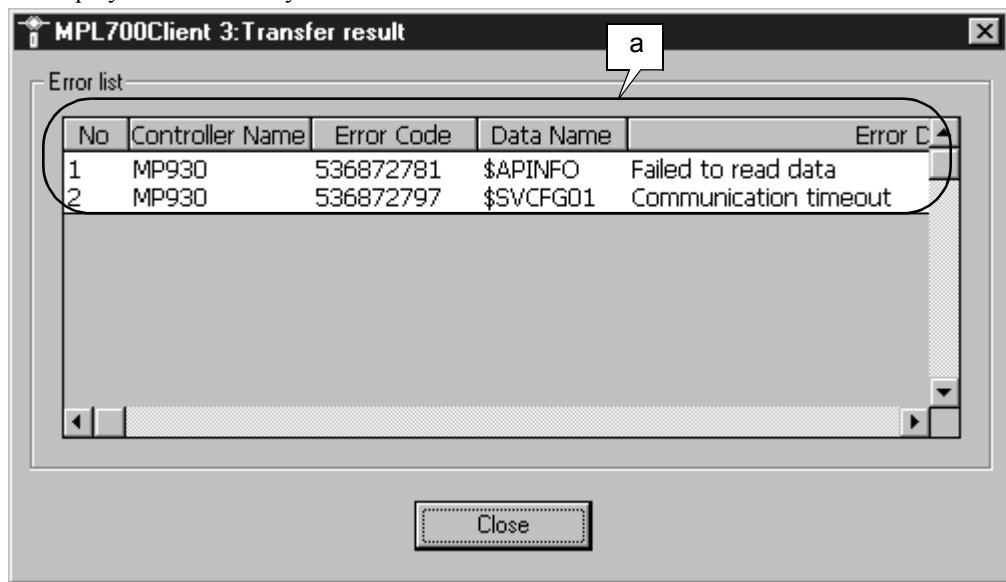 MPL700Client 3:Transfer result
a
Error list
No Controller Name Error Code Data Name Error D
1 MP930 536872781 $APINFO Failed to read data
2 MP930 536872797 $SVCFG01 Communication timeout
Close